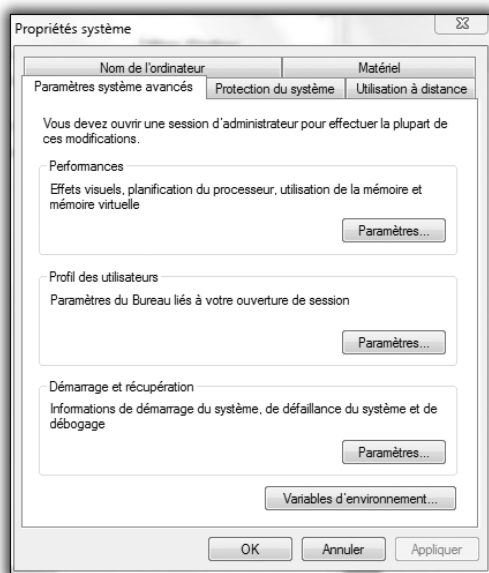 Propriétés système
Nom de l'ordinateur
Matériel
Paramètres système avancés
Protection du système
Utilisation à distance
Vous devez ouvrir une session d'administrateur pour effectuer la plupart de
ces modifications.
Performances
Effets visuels, planification du processeur, utilisation de la mémoire et
mémoire virtuelle
Paramètres...
Profil des utilisateurs
Paramètres du Bureau liés à votre ouverture de session
Paramètres...
Démarrage et récupération
Informations de démarrage du système, de défaillance du système et de
débogage
Paramètres...
Variables d'environnement...
OK
Annuler
Appliquer